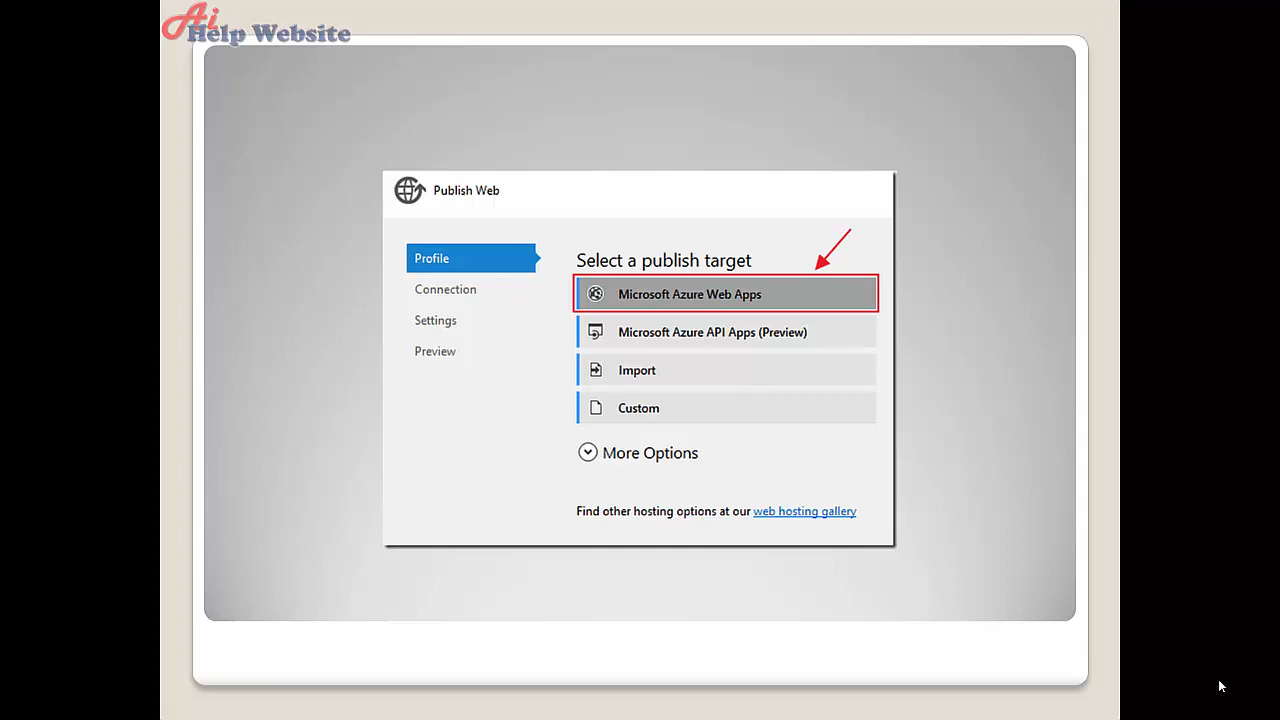 Ai
Help Website
Publish Web
Profile
Connection
Settings
Preview
Select a publish target
Microsoft Azure Web Apps
Microsoft Azure API Apps (Preview)
Import
Custom
More Options
Find other hosting options at our web hosting gallery